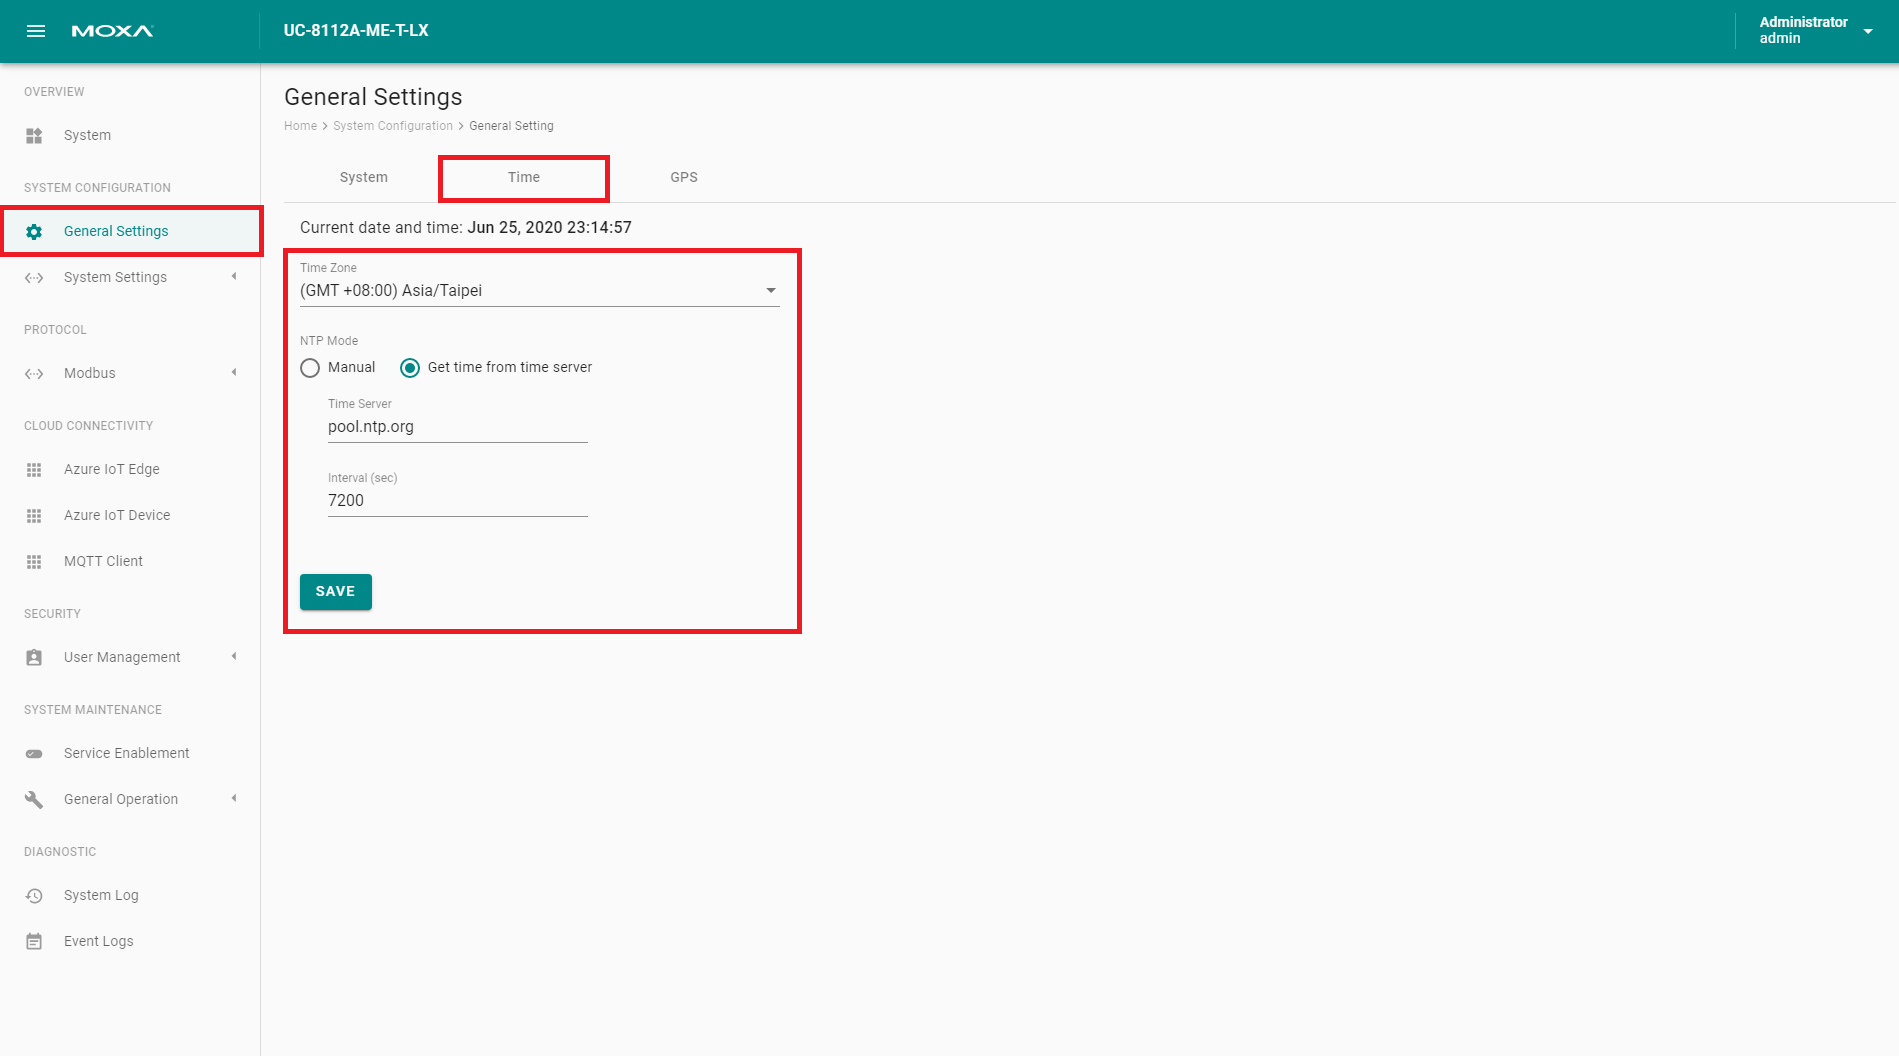 MOXA
UC-8112A-ME-T-LX
Administrator
admin
OVERVIEW
System
SYSTEM CONFIGURATION
General Settings
System Settings
PROTOCOL
Modbus
CLOUD CONNECTIVITY
Azure IoT Edge
Azure IoT Device
MQTT Client
SECURITY
User Management
SYSTEM MAINTENANCE
Service Enablement
General Operation
DIAGNOSTIC
System Log
Event Logs
General Settings
Home > System Configuration > General Setting
System Time GPS
Current date and time: Jun 25, 2020 23:14:57
Time Zone
(GMT +08:00) Asia/Taipei
NTP Mode
Manual Get time from time server
Time Server
pool.ntp.org
Interval (sec)
7200
SAVE